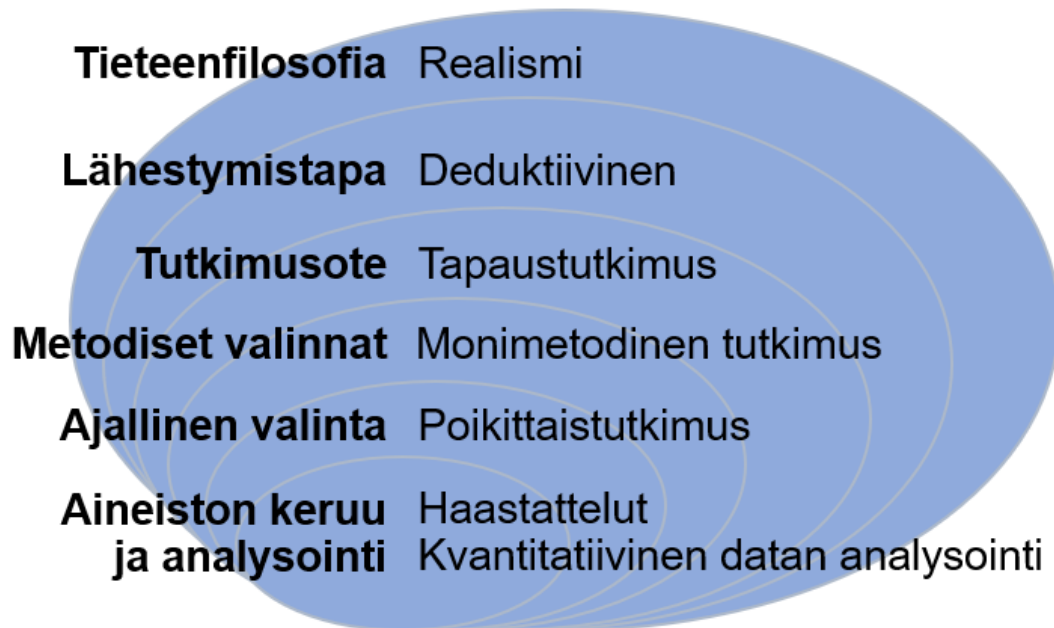 Tieteenfilosofia Realismi
Lähestymistapa Deduktiivinen
Tutkimusote Tapaustutkimus
Metodiset valinnat Monimetodinen tutkimus
Ajallinen valinta Poikittaistutkimus
Aineiston keruu Haastattelut
ja analysointi Kvantitatiivinen datan analysointi